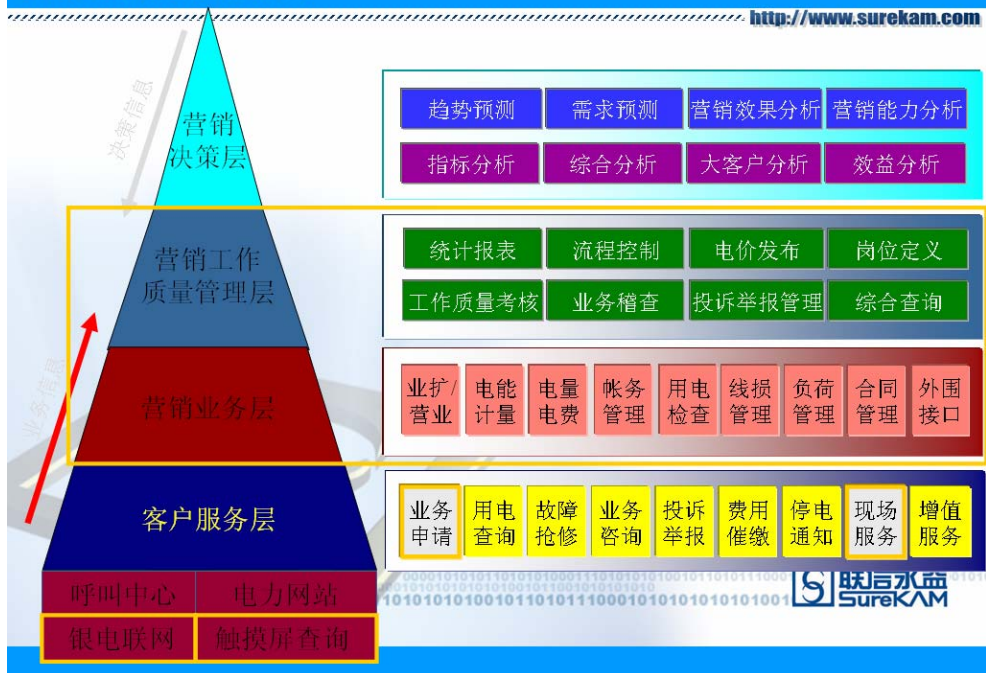 http://www.surekam.com
决策信息
营销
决策层
趋势预测
需求预测
营销效果分析
营销能力分析
指标分析
综合分析
大客户分析
效益分析
营销工作
质量管理层
统计报表
流程控制
电价发布
岗位定义
工作质量考核
业务稽查
投诉举报管理
综合查询
业务信息
营销业务层
业扩/
营业
电能
计量
电量
电费
帐务
管理
用电
检查
线损
管理
负荷
管理
合同
管理
外围
接口
客户服务层
业务
申请
用电
查询
故障
抢修
业务
咨询
投诉
举报
费用
催缴
停电
通知
现场
服务
增值
服务
呼叫中心
电力网站
银电联网
触摸屏查询
联信永益
SureKAM